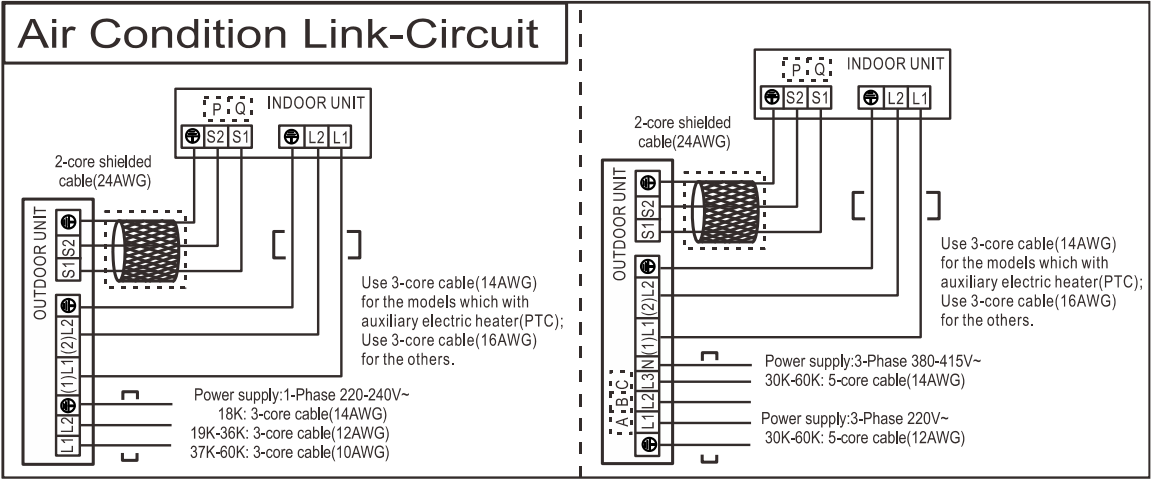 Air Condition Link-Circuit
P Q INDOOR UNIT
S2 S1 L2 L1
2-core shielded
cable(24AWG)
OUTDOOR UNIT
S2
S1
(2)L2
(1)L1
L2
L1
Use 3-core cable(14AWG)
for the models which with
auxiliary electric heater(PTC);
Use 3-core cable(16AWG)
for the others.
Power supply:1-Phase 220-240V~
18K: 3-core cable(14AWG)
19K-36K: 3-core cable(12AWG)
37K-60K: 3-core cable(10AWG)
P Q INDOOR UNIT
S2 S1 L2 L1
2-core shielded
cable(24AWG)
OUTDOOR UNIT
S2
S1
(2)L2
(1)L1
N
L3
L2
L1
A B C
Use 3-core cable(14AWG)
for the models which with
auxiliary electric heater(PTC);
Use 3-core cable(16AWG)
for the others.
Power supply:3-Phase 380-415V~
30K-60K: 5-core cable(14AWG)
Power supply:3-Phase 220V~
30K-60K: 5-core cable(12AWG)